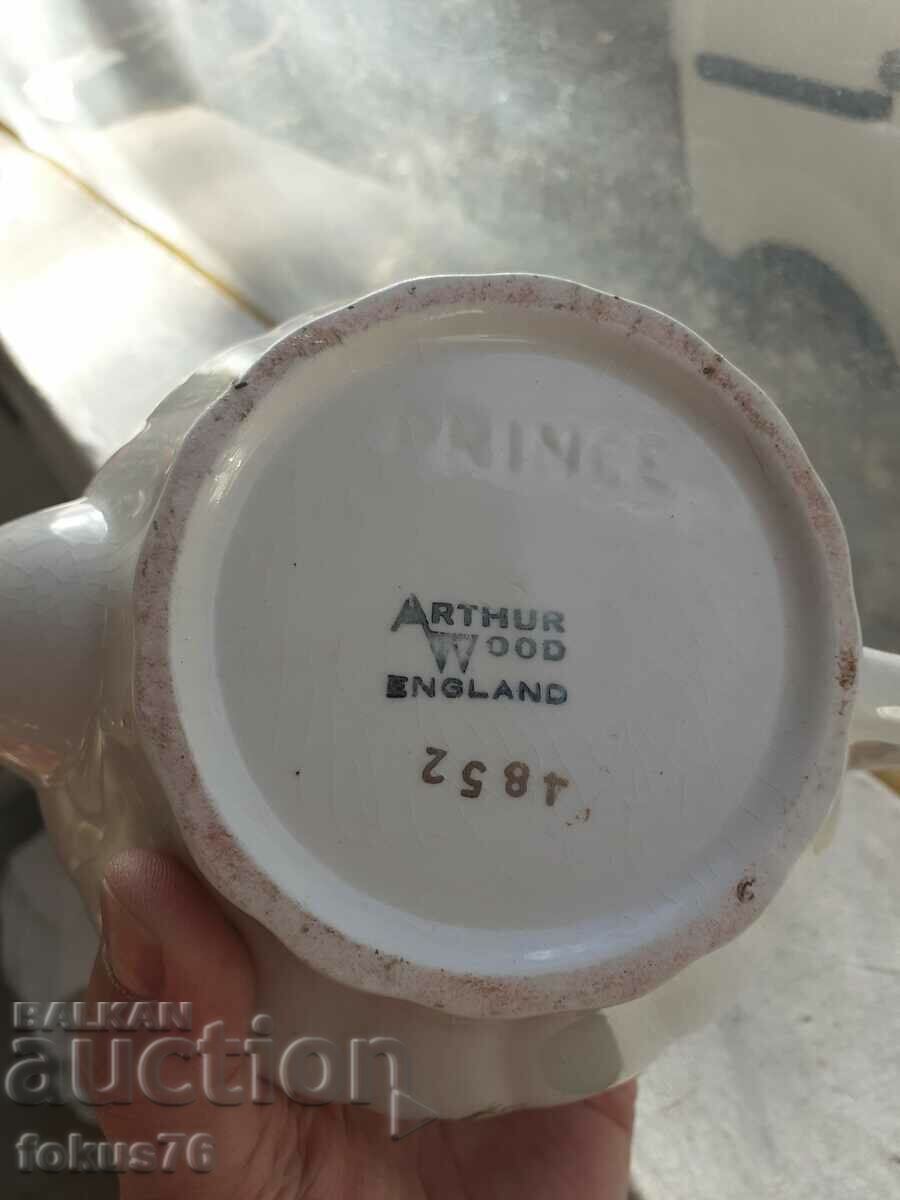 PRINCE
ARTHUR
WOOD
ENGLAND
4852
BALKAN
auction
fokus76